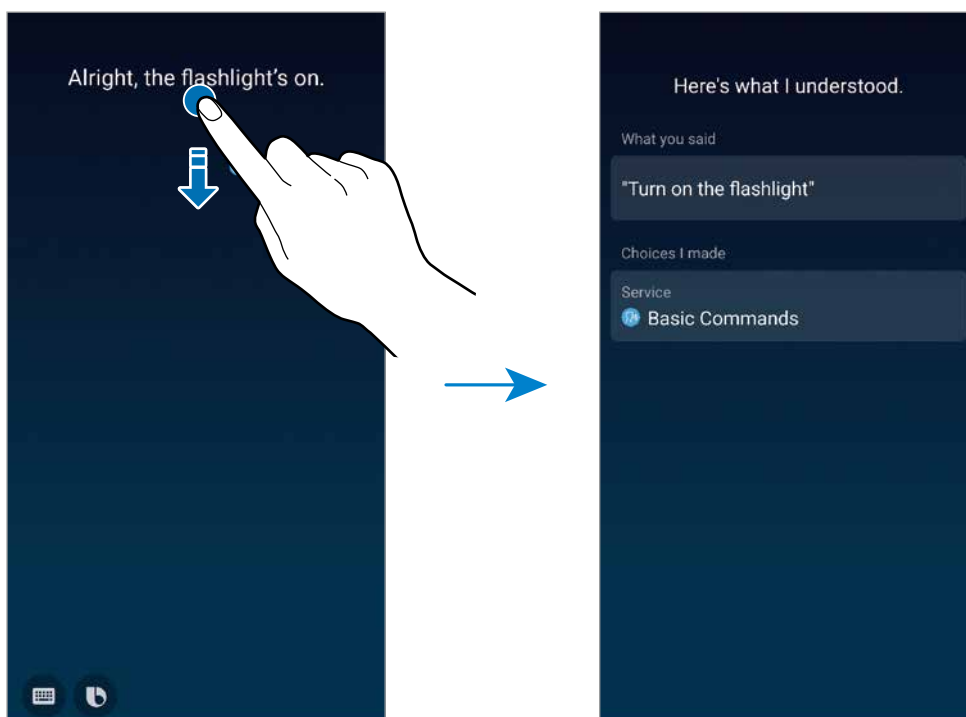 Alright, the flashlight's on.
Here's what I understood.
What you said
"Turn on the flashlight"
Choices I made
Service
Basic Commands